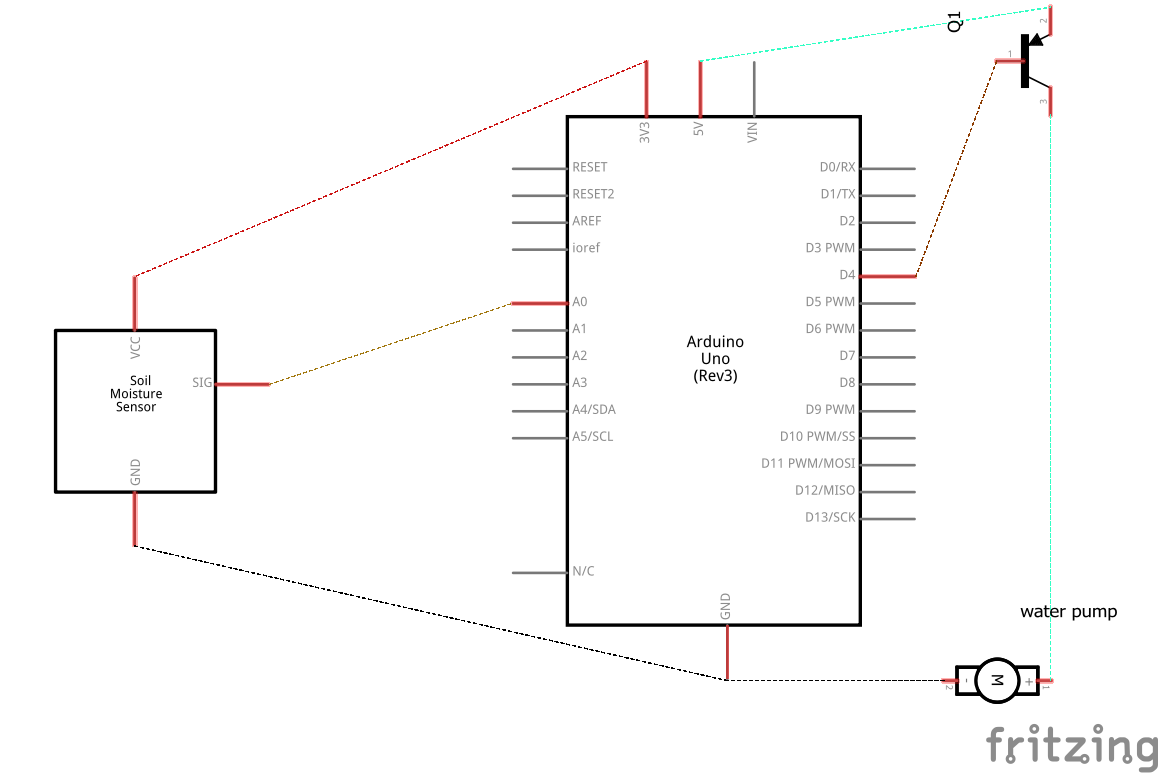 Q1
2
1
3
3V3
5V
VIN
RESET
RESET2
AREF
ioref
A0
A1
A2
A3
A4/SDA
A5/SCL
N/C
D0/RX
D1/TX
D2
D3 PWM
D4
D5 PWM
D6 PWM
D7
D8
D9 PWM
D10 PWM/SS
D11 PWM/MOSI
D12/MISO
D13/SCK
Arduino
Uno
(Rev3)
GND
VCC
Soil
Moisture
Sensor
SIG
GND
water pump
2
-
M
+
1
fritzing